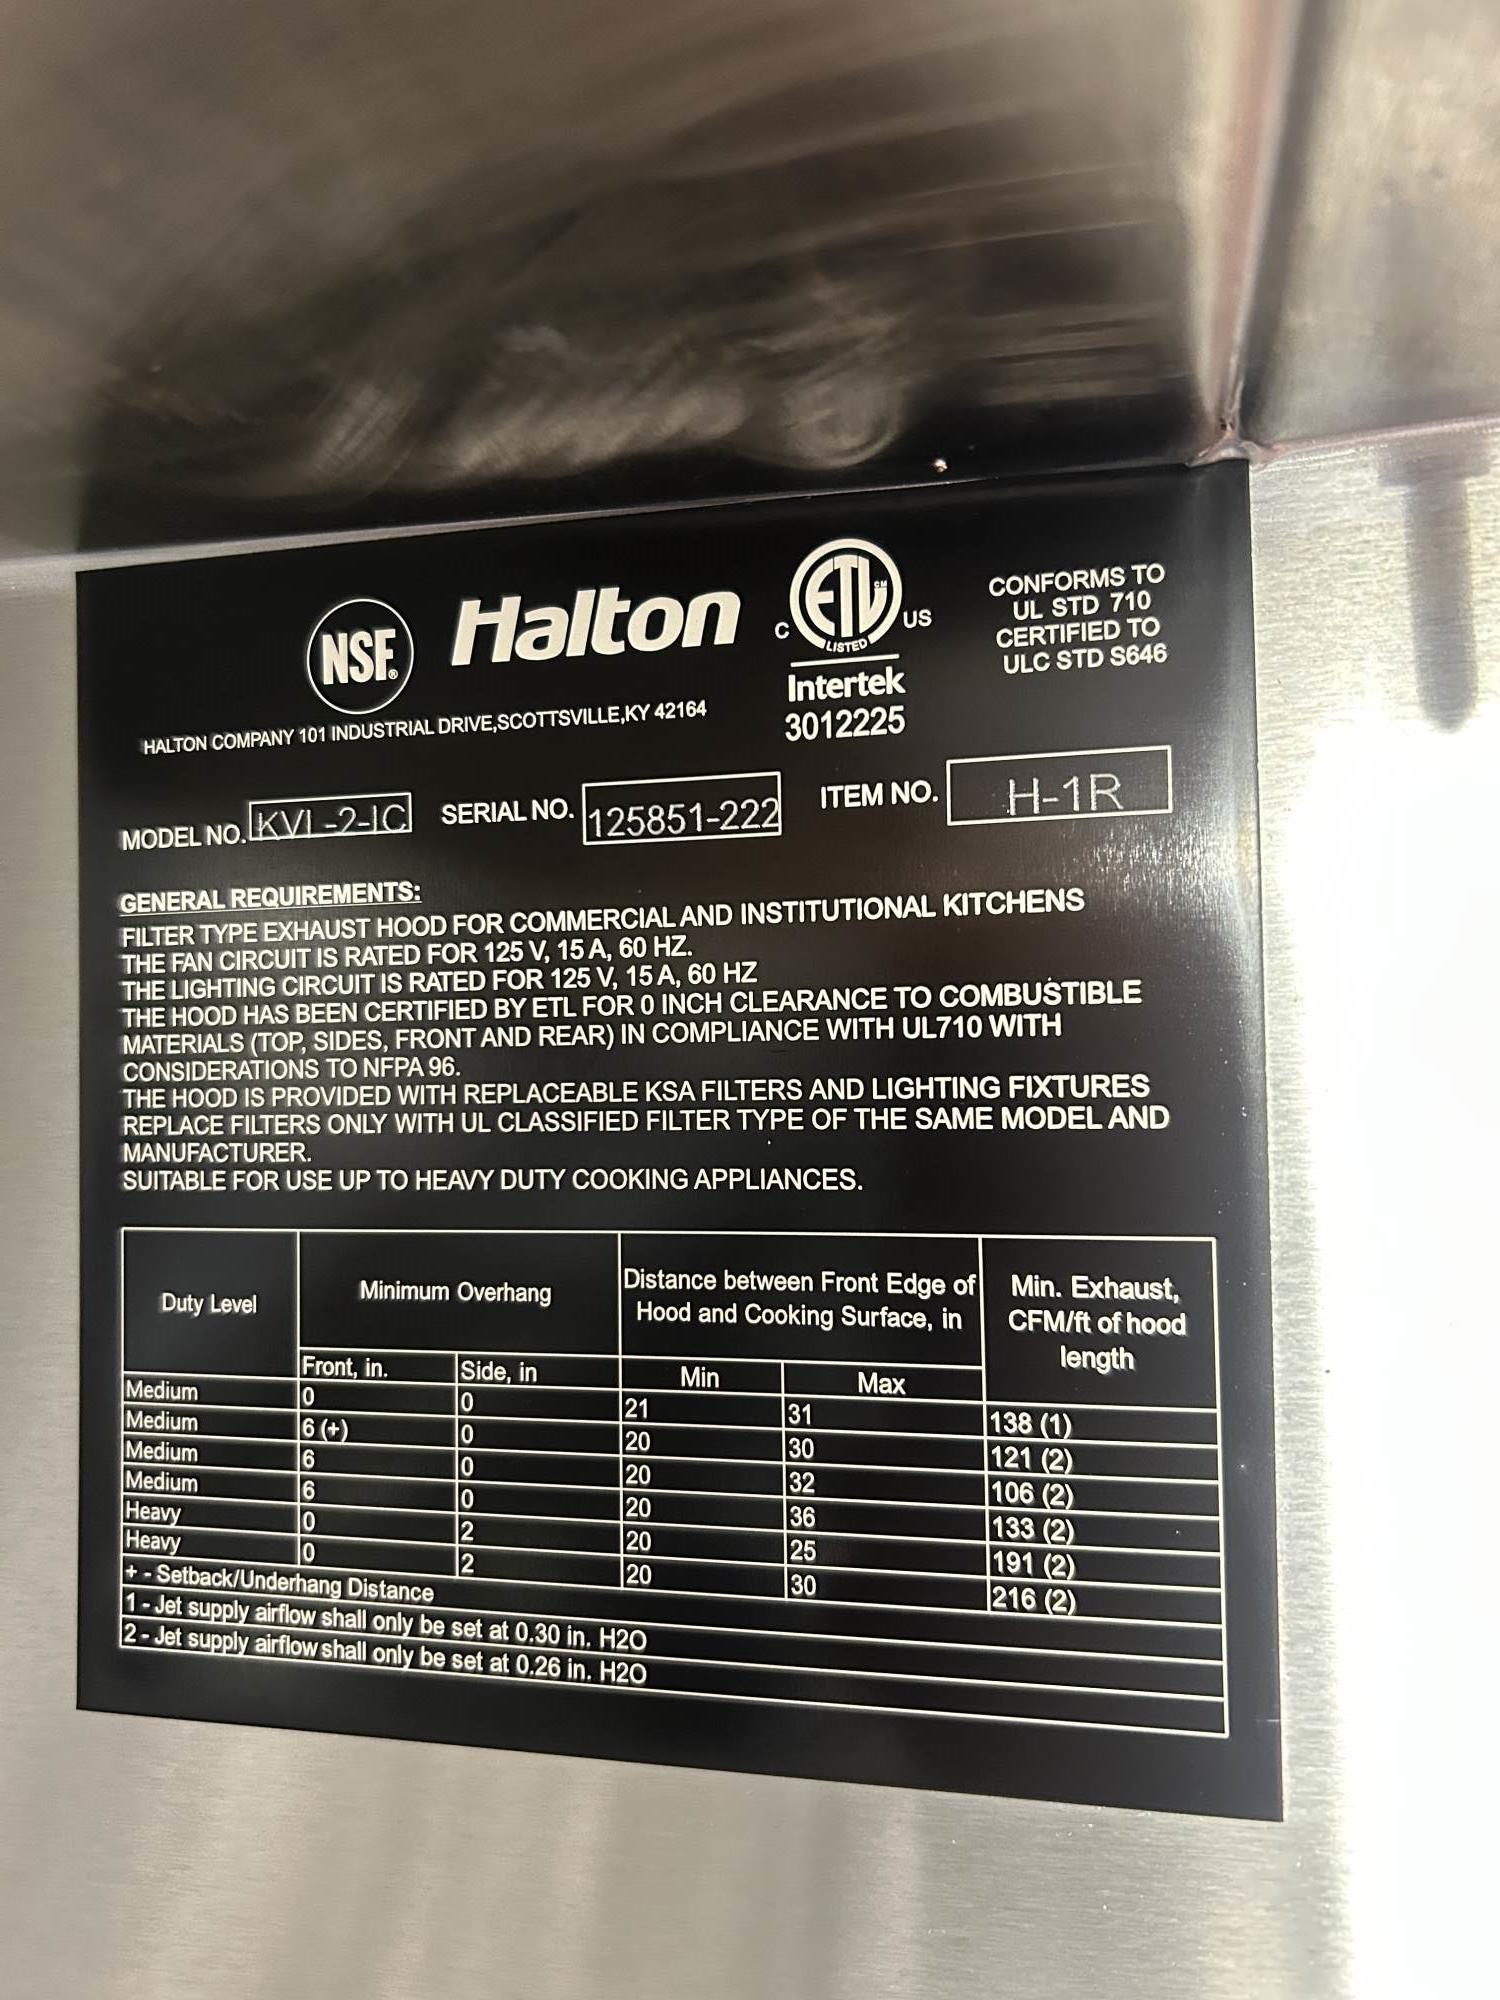 NSF®
Halton
C ETL CM US
LISTED
Intertek
3012225
CONFORMS TO
UL STD 710
CERTIFIED TO
ULC STD S646
HALTON COMPANY 101 INDUSTRIAL DRIVE,SCOTTSVILLE,KY 42164
MODEL NO. KVL-2-IC SERIAL NO. 125851-222 ITEM NO. H-1R
GENERAL REQUIREMENTS:
FILTER TYPE EXHAUST HOOD FOR COMMERCIAL AND INSTITUTIONAL KITCHENS
THE FAN CIRCUIT IS RATED FOR 125 V, 15 A, 60 HZ.
THE LIGHTING CIRCUIT IS RATED FOR 125 V, 15 A, 60 HZ
THE HOOD HAS BEEN CERTIFIED BY ETL FOR 0 INCH CLEARANCE TO COMBUSTIBLE
MATERIALS (TOP, SIDES, FRONT AND REAR) IN COMPLIANCE WITH UL710 WITH
CONSIDERATIONS TO NFPA 96.
THE HOOD IS PROVIDED WITH REPLACEABLE KSA FILTERS AND LIGHTING FIXTURES
REPLACE FILTERS ONLY WITH UL CLASSIFIED FILTER TYPE OF THE SAME MODEL AND
MANUFACTURER.
SUITABLE FOR USE UP TO HEAVY DUTY COOKING APPLIANCES.
Duty Level
Minimum Overhang
Distance between Front Edge of
Hood and Cooking Surface, in
Min. Exhaust,
CFM/ft of hood
length
Front, in. Side, in Min Max
Medium 0 0 21 31 138 (1)
Medium 6 (+) 0 20 30 121 (2)
Medium 6 0 20 32 106 (2)
Medium 6 0 20 36 133 (2)
Heavy 0 2 20 25 191 (2)
Heavy 0 2 20 30 216 (2)
+ - Setback/Underhang Distance
1 - Jet supply airflow shall only be set at 0.30 in. H2O
2 - Jet supply airflow shall only be set at 0.26 in. H2O